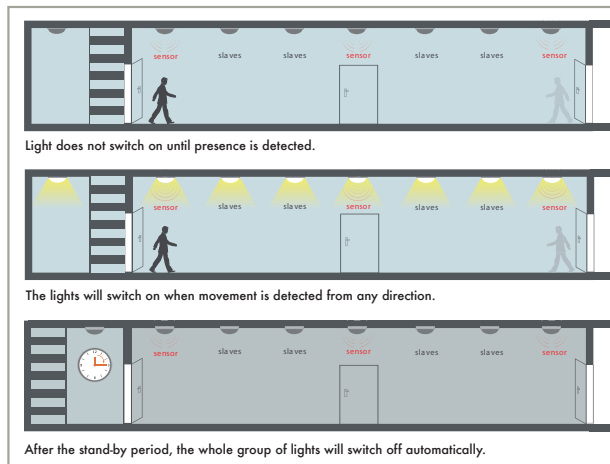 sensor slaves slaves sensor slaves slaves sensor
Light does not switch on until presence is detected.
sensor slaves slaves sensor slaves slaves sensor
The lights will switch on when movement is detected from any direction.
sensor slaves slaves sensor slaves slaves sensor
After the stand-by period, the whole group of lights will switch off automatically.